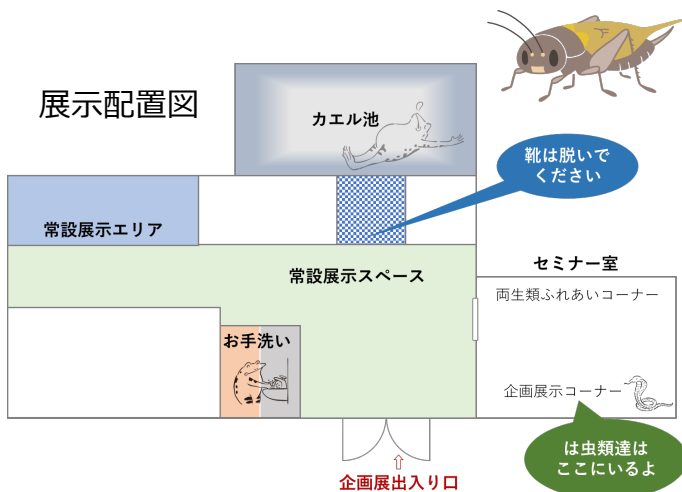 展示配置図
カエル池
靴は脱いで
ください
常設展示エリア
常設展示スペース
セミナー室
両生類ふれあいコーナー
お手洗い
企画展示コーナー
は虫類達は
ここにいるよ
企画展出入り口